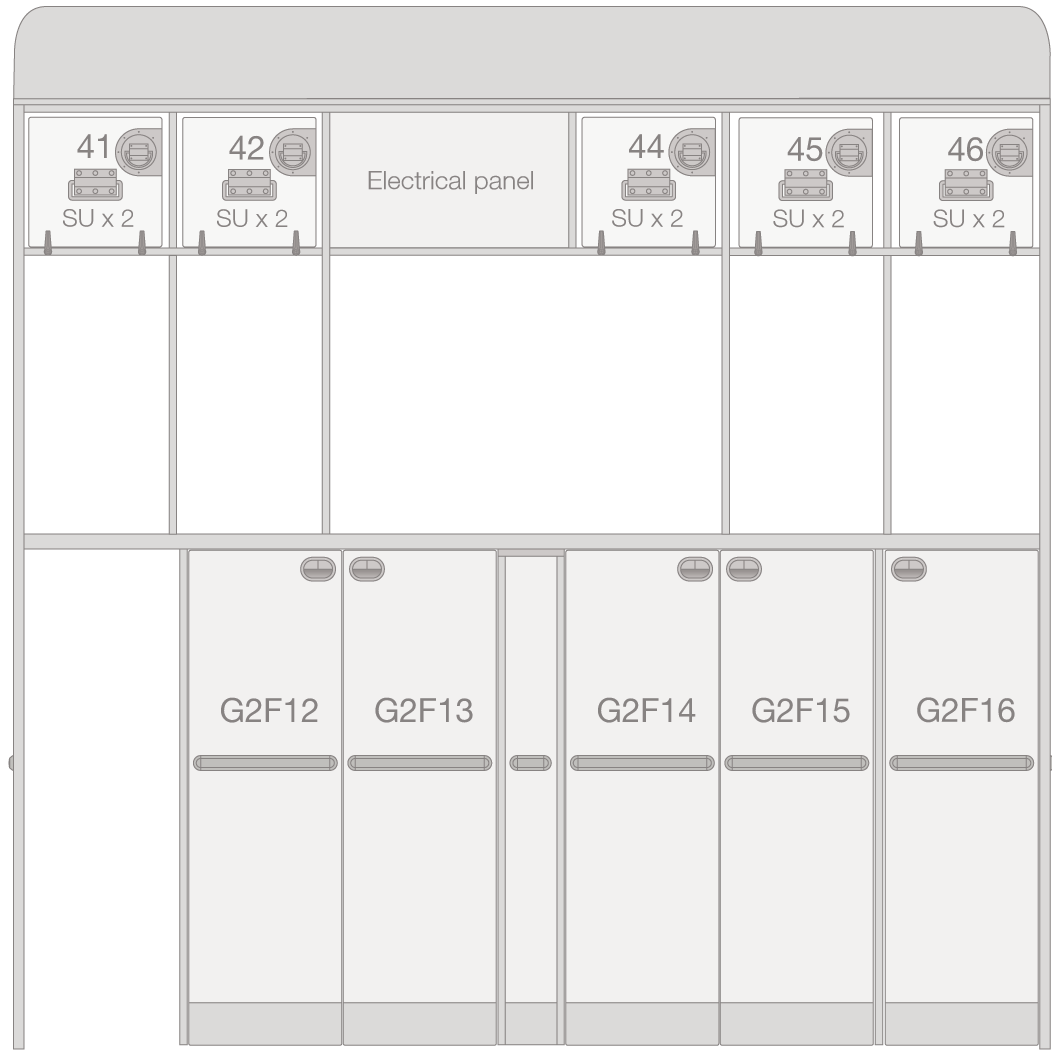 41
SU x 2
42
SU x 2
Electrical panel
44
SU x 2
45
SU x 2
46
SU x 2
G2F12
G2F13
G2F14
G2F15
G2F16